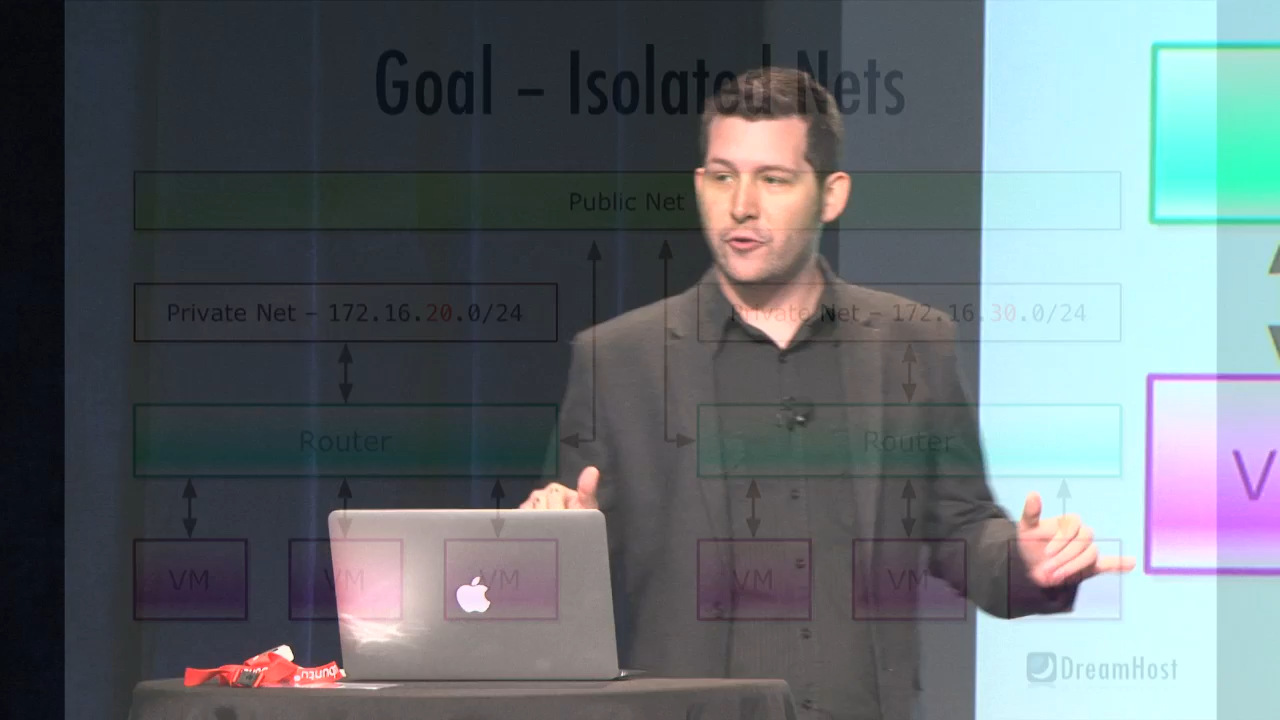 Goal – Isolated Nets
Public Net
Private Net – 172.16.20.0/24
Private Net – 172.16.30.0/24
Router
Router
VM
VM
VM
VM
VM
V
buntu
DreamHost